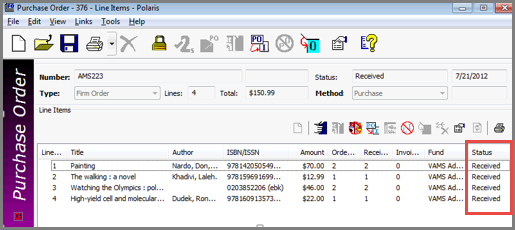 Purchase Order - 376 - Line Items - Polaris
File Edit View Links Tools Help
Purchase Order
Number: AMS223 Status: Received 7/21/2012
Type: Firm Order Lines: 4 Total: $150.99 Method Purchase
Line Items
Line... Title Author ISBN/ISSN Amount Orde... Recei... Invoi... Fund Status
1 Painting Nardo, Don,... 978142050549... $70.00 2 2 0 VAMS Ad... Received
2 The walking : a novel Khadivi, Laleh. 978159691699... $12.99 1 1 0 VAMS Ad... Received
3 Watching the Olympics : pol... 0203852206 (ebk) $46.00 2 2 0 VAMS Ad... Received
4 High-yield cell and molecular... Dudek, Ron... 978160913573... $22.00 1 1 0 VAMS Ad... Received